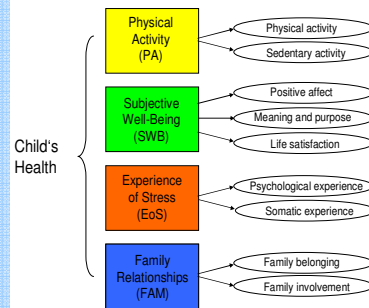 Child's
Health
Physical
Activity
(PA)
Physical activity
Sedentary activity
Subjective
Well-Being
(SWB)
Positive affect
Meaning and purpose
Life satisfaction
Experience
of Stress
(EoS)
Psychological experience
Somatic experience
Family
Relationships
(FAM)
Family belonging
Family involvement